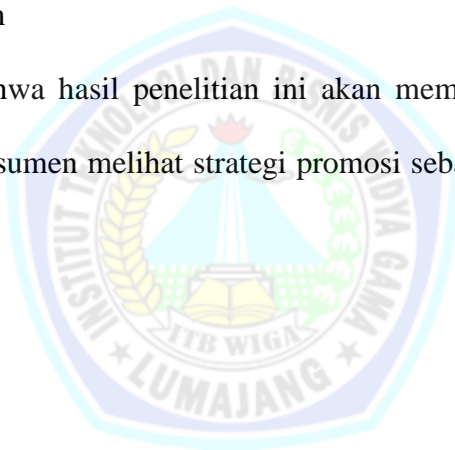 n
hwa hasil penelitian ini akan mem
sumen melihat strategi promosi seba
INSTITUT TEKNOLOGI DAN BISNIS WIDYA GAMA
ITB WIGA
LUMAJANG